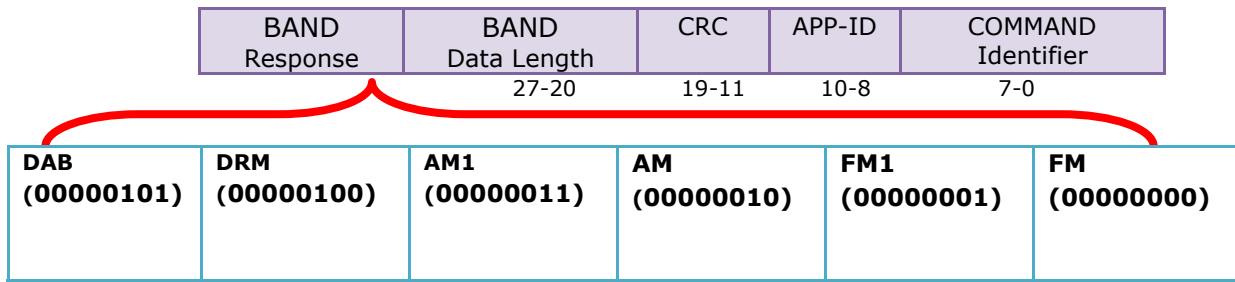 BAND BAND CRC APP-ID COMMAND
Response Data Length Identifier
27-20 19-11 10-8 7-0
DAB DRM AM1 AM FM1 FM
(00000101) (00000100) (00000011) (00000010) (00000001) (00000000)